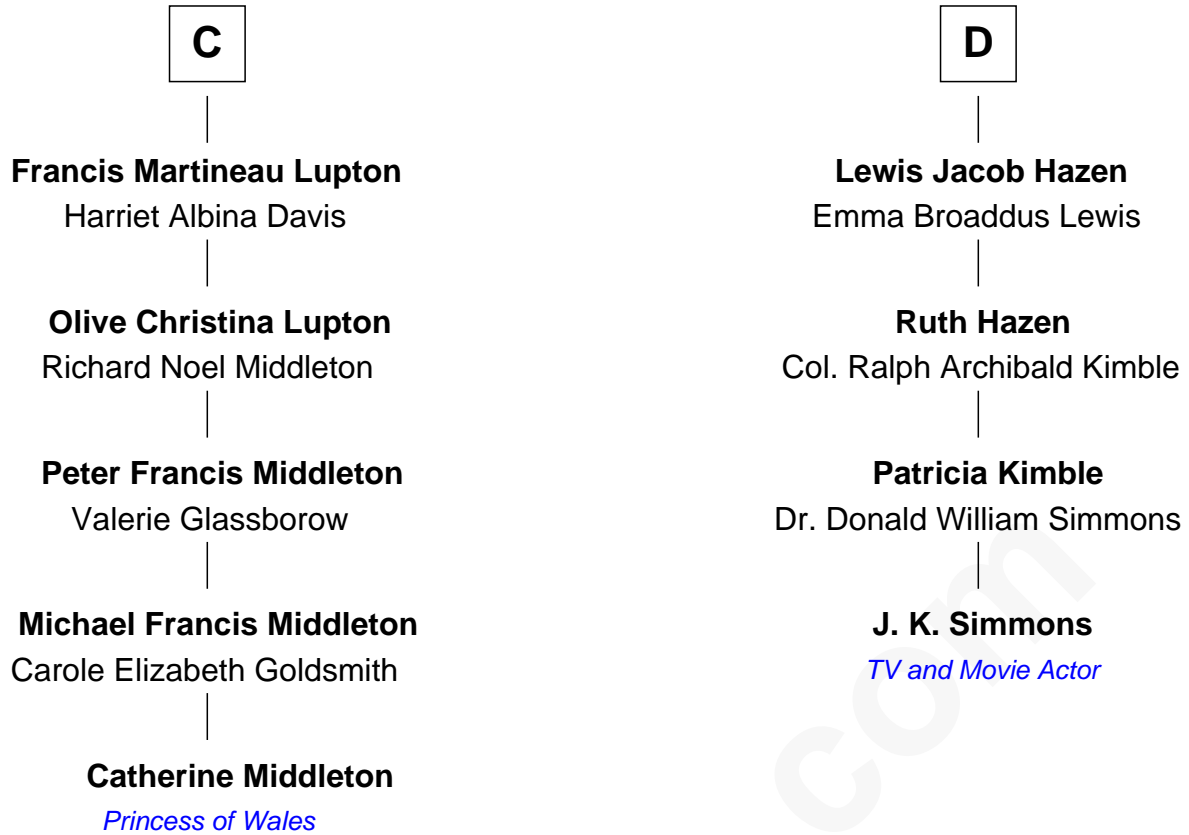 C
Francis Martineau Lupton
Harriet Albina Davis
Olive Christina Lupton
Richard Noel Middleton
Peter Francis Middleton
Valerie Glassborow
Michael Francis Middleton
Carole Elizabeth Goldsmith
Catherine Middleton
Princess of Wales
D
Lewis Jacob Hazen
Emma Broaddus Lewis
Ruth Hazen
Col. Ralph Archibald Kimble
Patricia Kimble
Dr. Donald William Simmons
J. K. Simmons
TV and Movie Actor
com